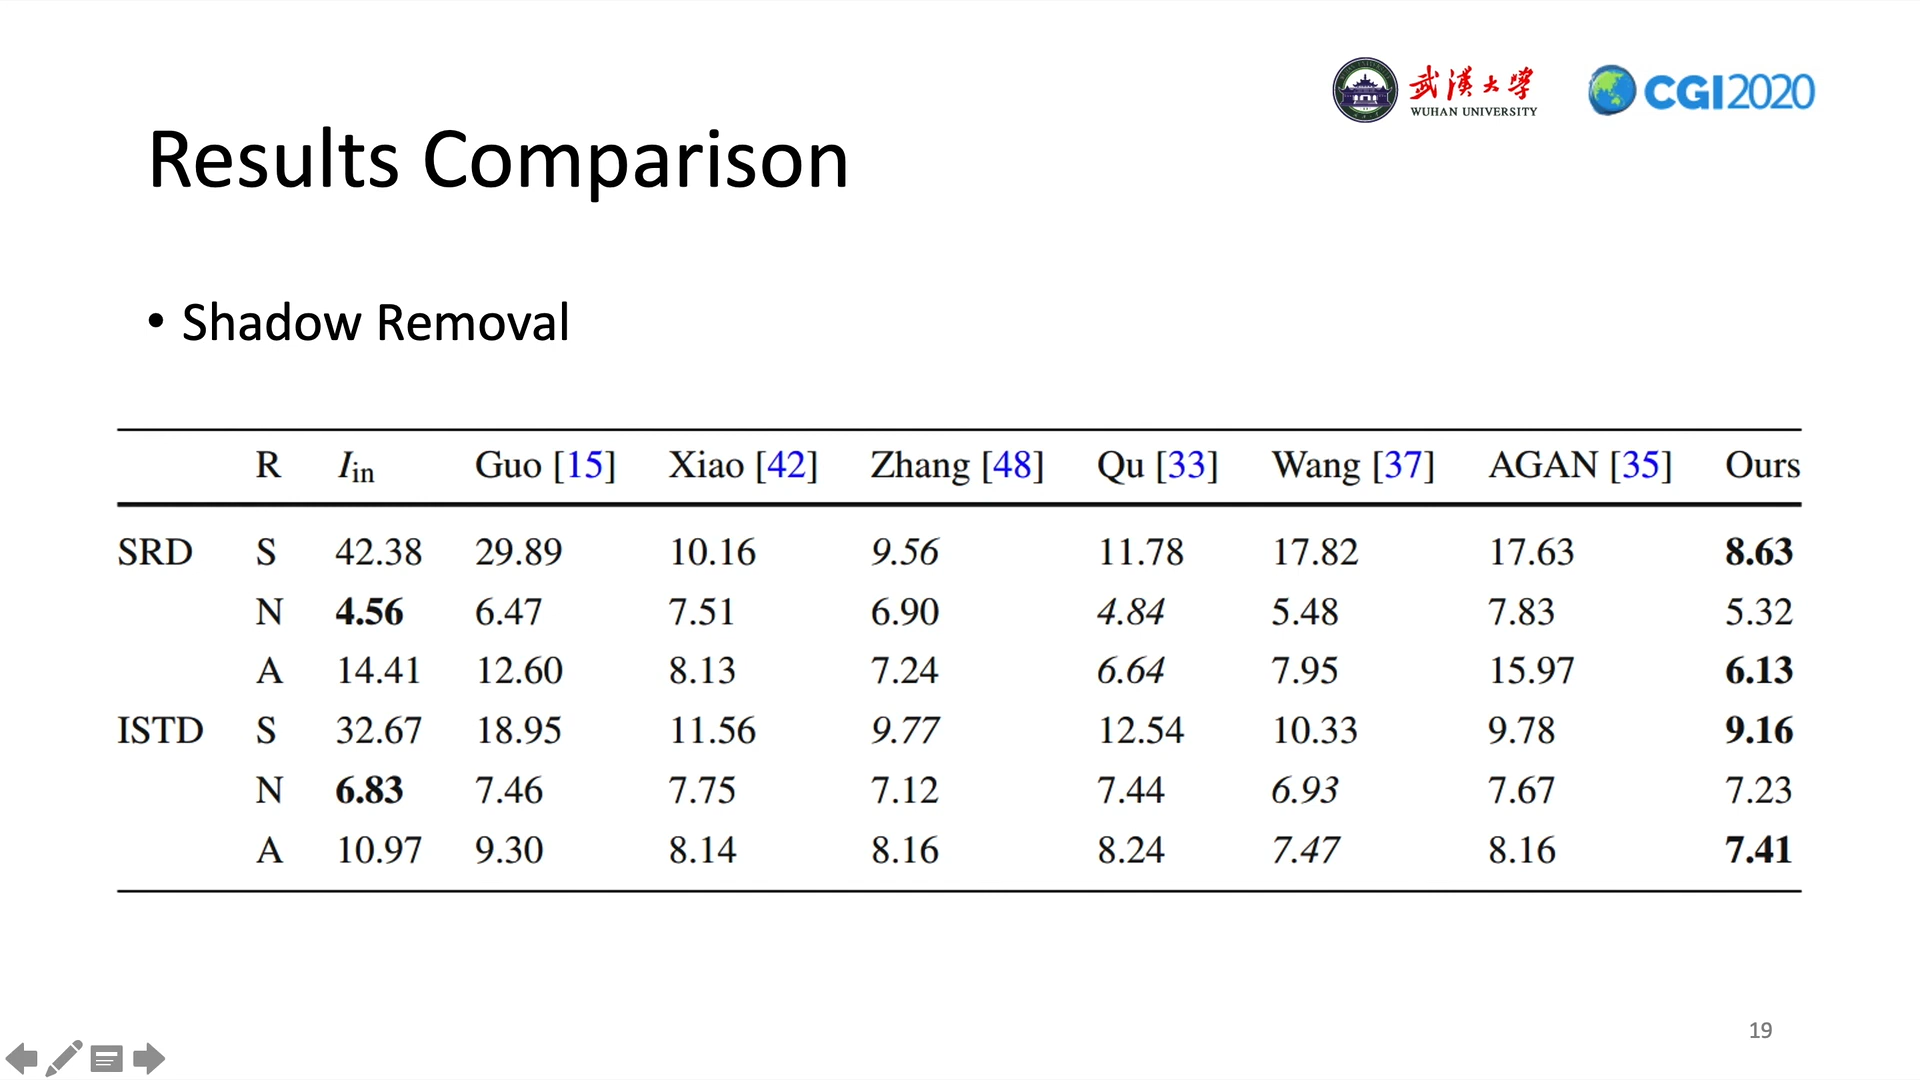 武漢大学
WUHAN UNIVERSITY
CGI2020
Results Comparison
• Shadow Removal
R I_in Guo [15] Xiao [42] Zhang [48] Qu [33] Wang [37] AGAN [35] Ours
SRD S 42.38 29.89 10.16 9.56 11.78 17.82 17.63 8.63
N 4.56 6.47 7.51 6.90 4.84 5.48 7.83 5.32
A 14.41 12.60 8.13 7.24 6.64 7.95 15.97 6.13
ISTD S 32.67 18.95 11.56 9.77 12.54 10.33 9.78 9.16
N 6.83 7.46 7.75 7.12 7.44 6.93 7.67 7.23
A 10.97 9.30 8.14 8.16 8.24 7.47 8.16 7.41
19